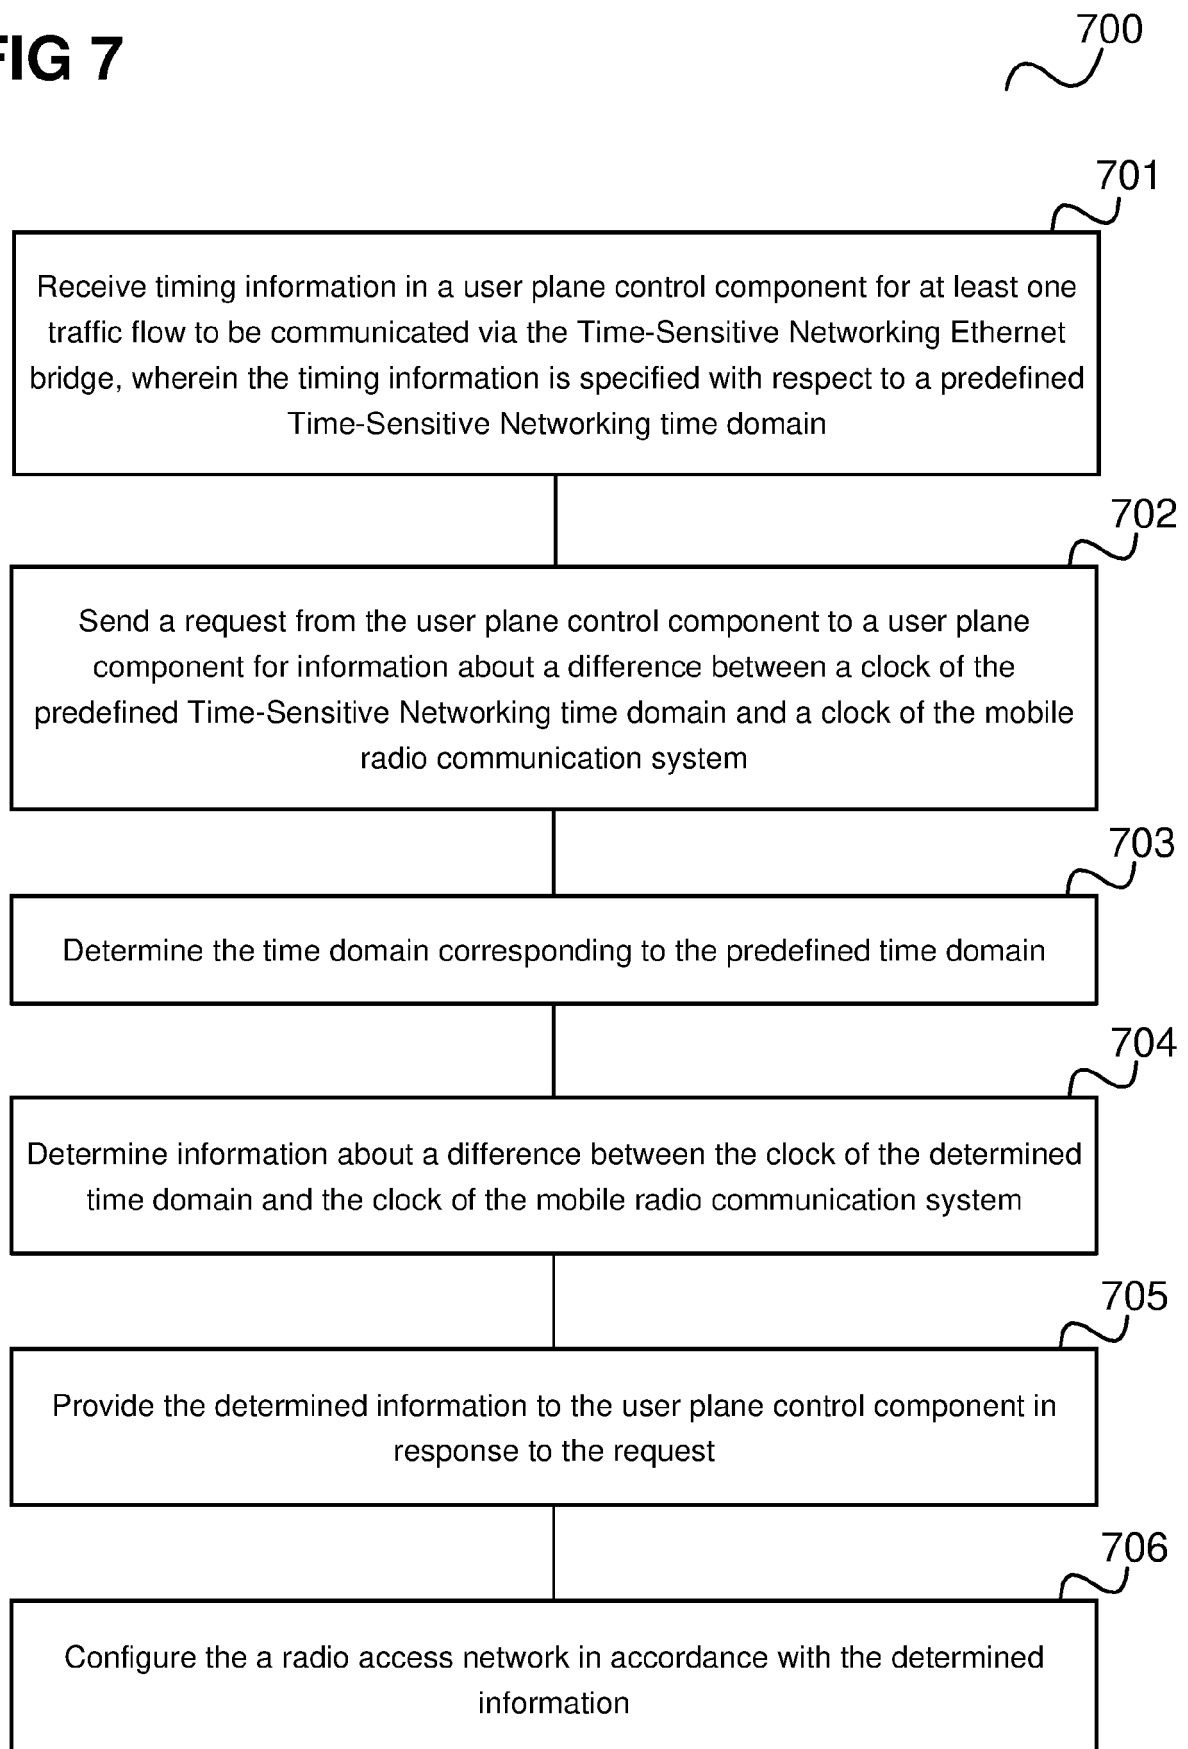 FIG 7
700
701
Receive timing information in a user plane control component for at least one
traffic flow to be communicated via the Time-Sensitive Networking Ethernet
bridge, wherein the timing information is specified with respect to a predefined
Time-Sensitive Networking time domain
702
Send a request from the user plane control component to a user plane
component for information about a difference between a clock of the
predefined Time-Sensitive Networking time domain and a clock of the mobile
radio communication system
703
Determine the time domain corresponding to the predefined time domain
704
Determine information about a difference between the clock of the determined
time domain and the clock of the mobile radio communication system
705
Provide the determined information to the user plane control component in
response to the request
706
Configure the a radio access network in accordance with the determined
information